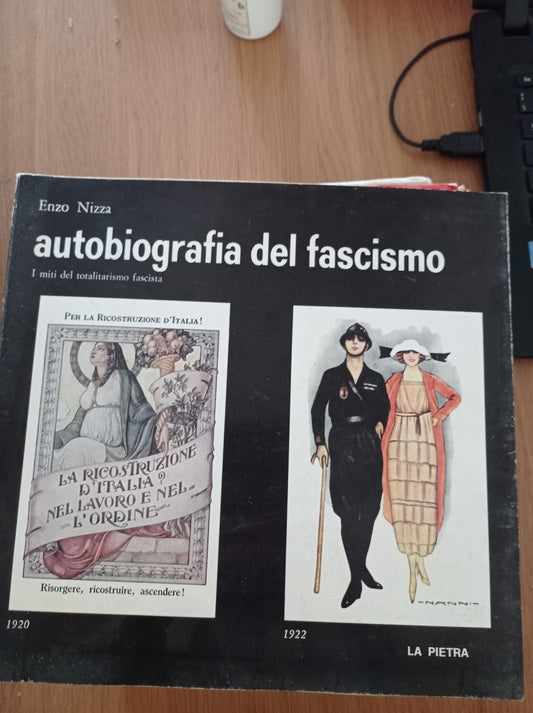 Enzo Nizza
autobiografia del fascismo
I miti del totalitarismo fascista
PER LA RICOSTRUZIONE D'ITALIA!
LA RICOSTRUZIONE
D'ITALIA?
NEL LAVORO E NEL
L'ORDINE
Risorgere, ricostruire, ascendere!
1920
NANNI
1922
LA PIETRA